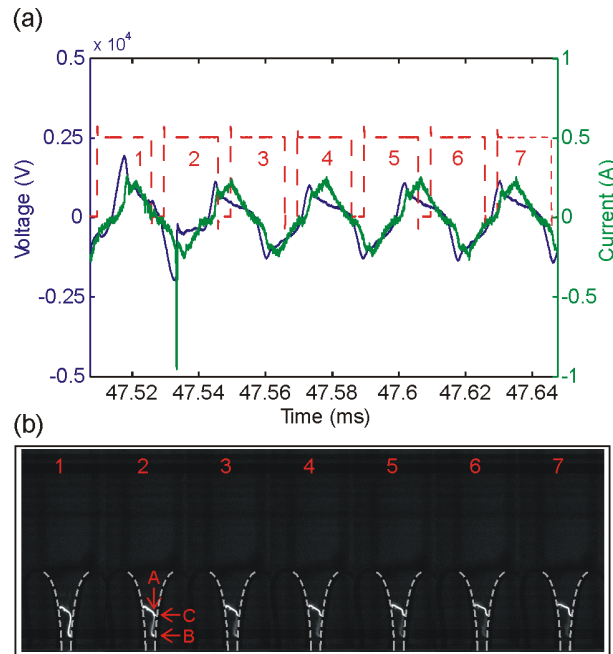 (a)
x 10⁴
0.5
0.25
0
-0.25
-0.5
Voltage (V)
1
0.5
0
-0.5
-1
Current (A)
1 2 3 4 5 6 7
47.52 47.54 47.56 47.58 47.6 47.62 47.64
Time (ms)
(b)
1 2 3 4 5 6 7
A
C
B